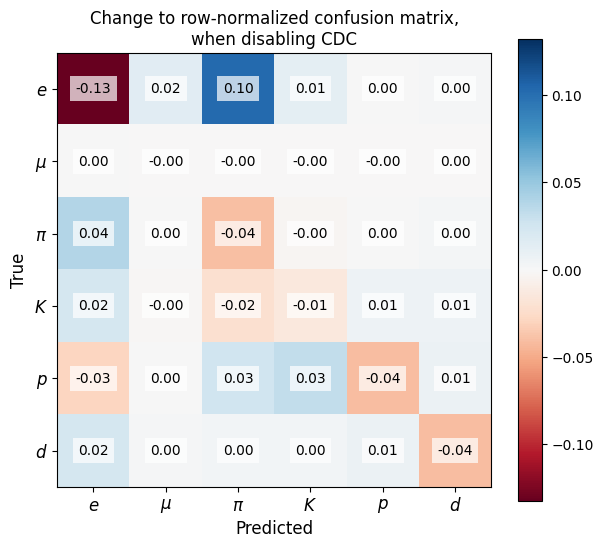 Change to row-normalized confusion matrix,
when disabling CDC
e -0.13 0.02 0.10 0.01 0.00 0.00
μ 0.00 -0.00 -0.00 -0.00 -0.00 0.00
π 0.04 0.00 -0.04 -0.00 0.00 0.00
K 0.02 -0.00 -0.02 -0.01 0.01 0.01
p -0.03 0.00 0.03 0.03 -0.04 0.01
d 0.02 0.00 0.00 0.00 0.01 -0.04
e μ π K p d
Predicted
True
0.10
0.05
0.00
−0.05
−0.10